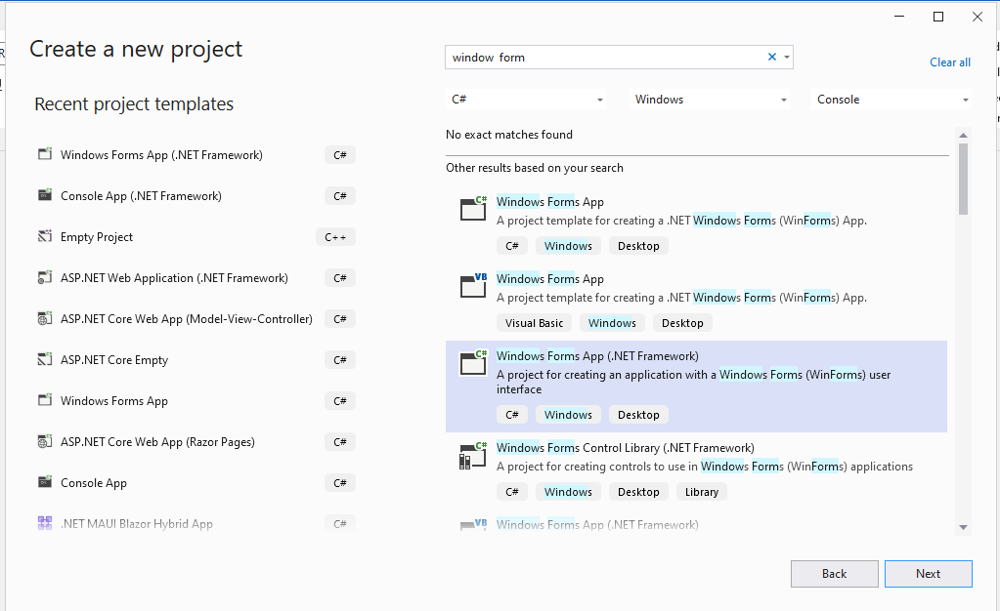 Create a new project
window form
Clear all
Recent project templates
C#
Windows
Console
Windows Forms App (.NET Framework) C#
Console App (.NET Framework) C#
Empty Project C++
ASP.NET Web Application (.NET Framework) C#
ASP.NET Core Web App (Model-View-Controller) C#
ASP.NET Core Empty C#
Windows Forms App C#
ASP.NET Core Web App (Razor Pages) C#
Console App C#
.NET MAUI Blazor Hybrid App C#
No exact matches found
Other results based on your search
C#
Windows Forms App
A project template for creating a .NET Windows Forms (WinForms) App.
C# Windows Desktop
VB
Windows Forms App
A project template for creating a .NET Windows Forms (WinForms) App.
Visual Basic Windows Desktop
C#
Windows Forms App (.NET Framework)
A project for creating an application with a Windows Forms (WinForms) user
interface
C# Windows Desktop
C#
Windows Forms Control Library (.NET Framework)
A project for creating controls to use in Windows Forms (WinForms) applications
C# Windows Desktop Library
VB
Windows Forms App (.NET Framework)
Back Next